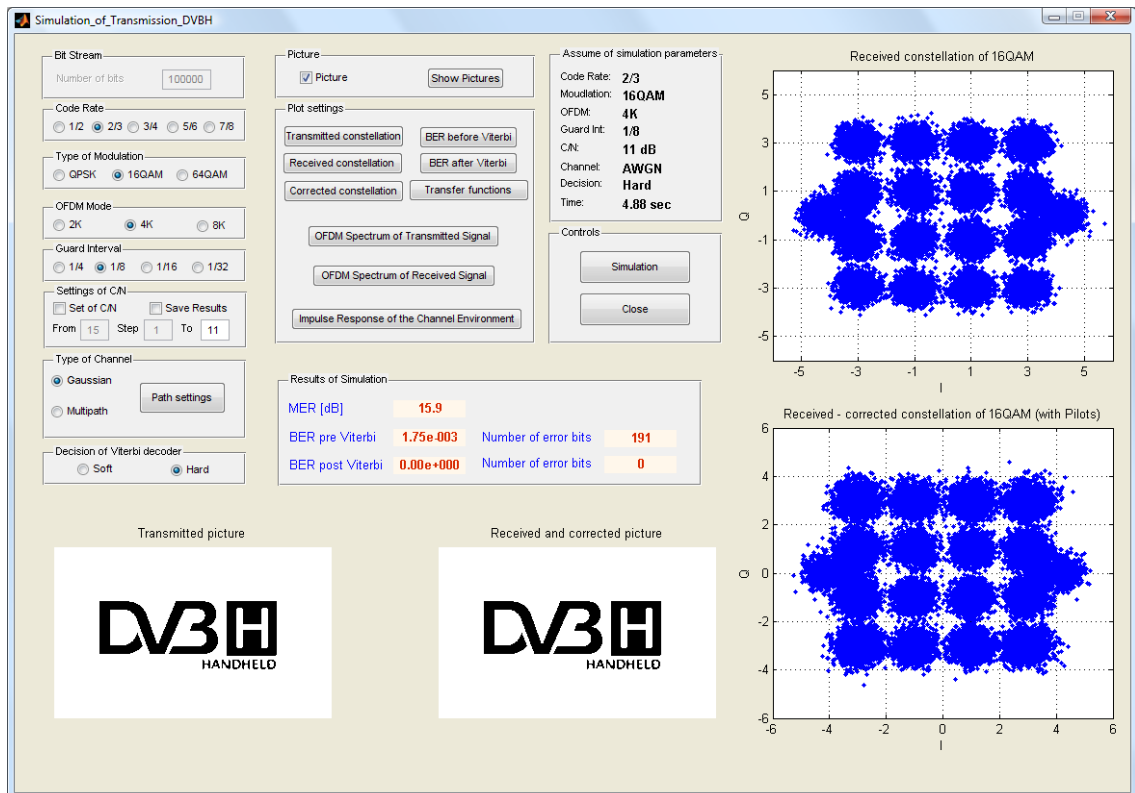 Simulation_of_Transmission_DVBH
Bit Stream
Number of bits 100000
Code Rate
1/2 2/3 3/4 5/6 7/8
Type of Modulation
QPSK 16QAM 64QAM
OFDM Mode
2K 4K 8K
Guard Interval
1/4 1/8 1/16 1/32
Settings of C/N
Set of C/N Save Results
From 15 Step 1 To 11
Type of Channel
Gaussian
Multipath
Path settings
Decision of Viterbi decoder
Soft Hard
Picture
Picture Show Pictures
Plot settings
Transmitted constellation BER before Viterbi
Received constellation BER after Viterbi
Corrected constellation Transfer functions
OFDM Spectrum of Transmitted Signal
OFDM Spectrum of Received Signal
Impulse Response of the Channel Environment
Assume of simulation parameters
Code Rate: 2/3
Moudlation: 16QAM
OFDM: 4K
Guard Int: 1/8
C/N: 11 dB
Channel: AWGN
Decision: Hard
Time: 4.88 sec
Controls
Simulation
Close
Results of Simulation
MER [dB] 15.9
BER pre Viterbi 1.75e-003 Number of error bits 191
BER post Viterbi 0.00e+000 Number of error bits 0
Transmitted picture
DVB H
HANDHELD
Received and corrected picture
DVB H
HANDHELD
Received constellation of 16QAM
5
3
1
-1
-3
-5
Q
-5 -3 -1 1 3 5
I
Received - corrected constellation of 16QAM (with Pilots)
6
4
2
0
-2
-4
-6
Q
-6 -4 -2 0 2 4 6
I